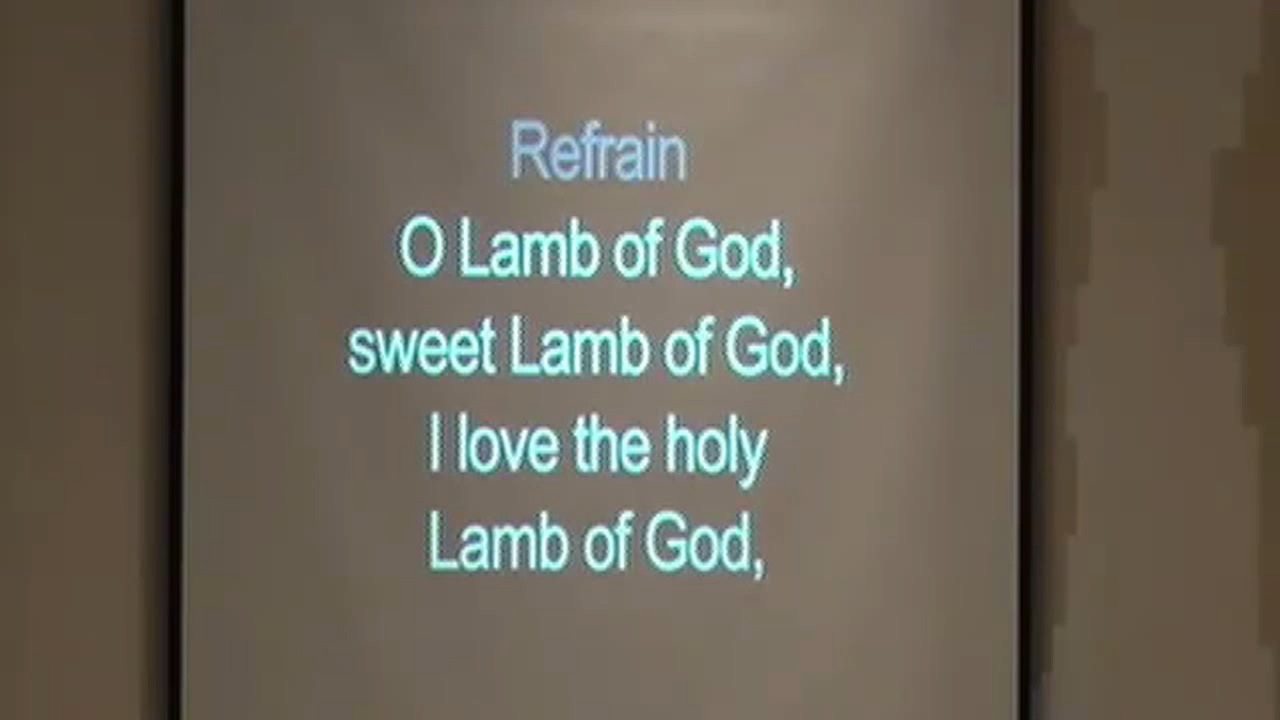 Refrain
O Lamb of God,
sweet Lamb of God,
I love the holy
Lamb of God,